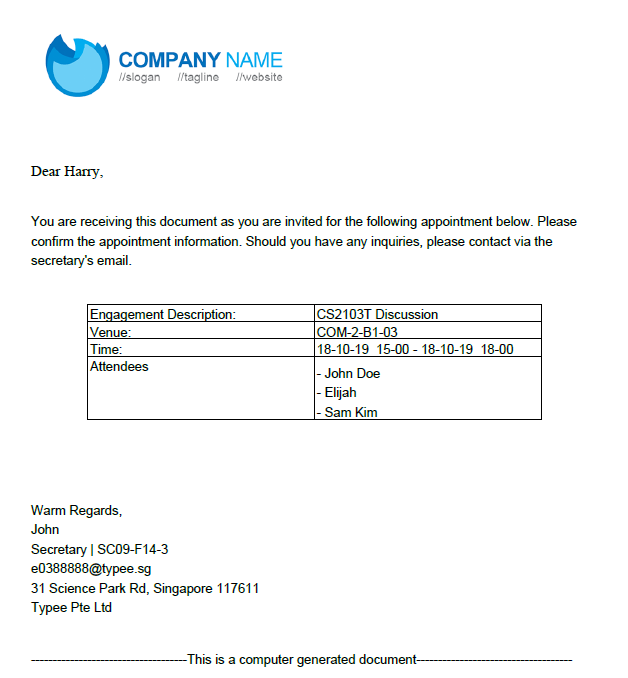 COMPANY NAME
//slogan //tagline //website
Dear Harry,
You are receiving this document as you are invited for the following appointment below. Please
confirm the appointment information. Should you have any inquiries, please contact via the
secretary's email.
Engagement Description: CS2103T Discussion
Venue: COM-2-B1-03
Time: 18-10-19 15-00 - 18-10-19 18-00
Attendees - John Doe
- Elijah
- Sam Kim
Warm Regards,
John
Secretary | SC09-F14-3
e0388888@typee.sg
31 Science Park Rd, Singapore 117611
Typee Pte Ltd
------------------------------------This is a computer generated document------------------------------------